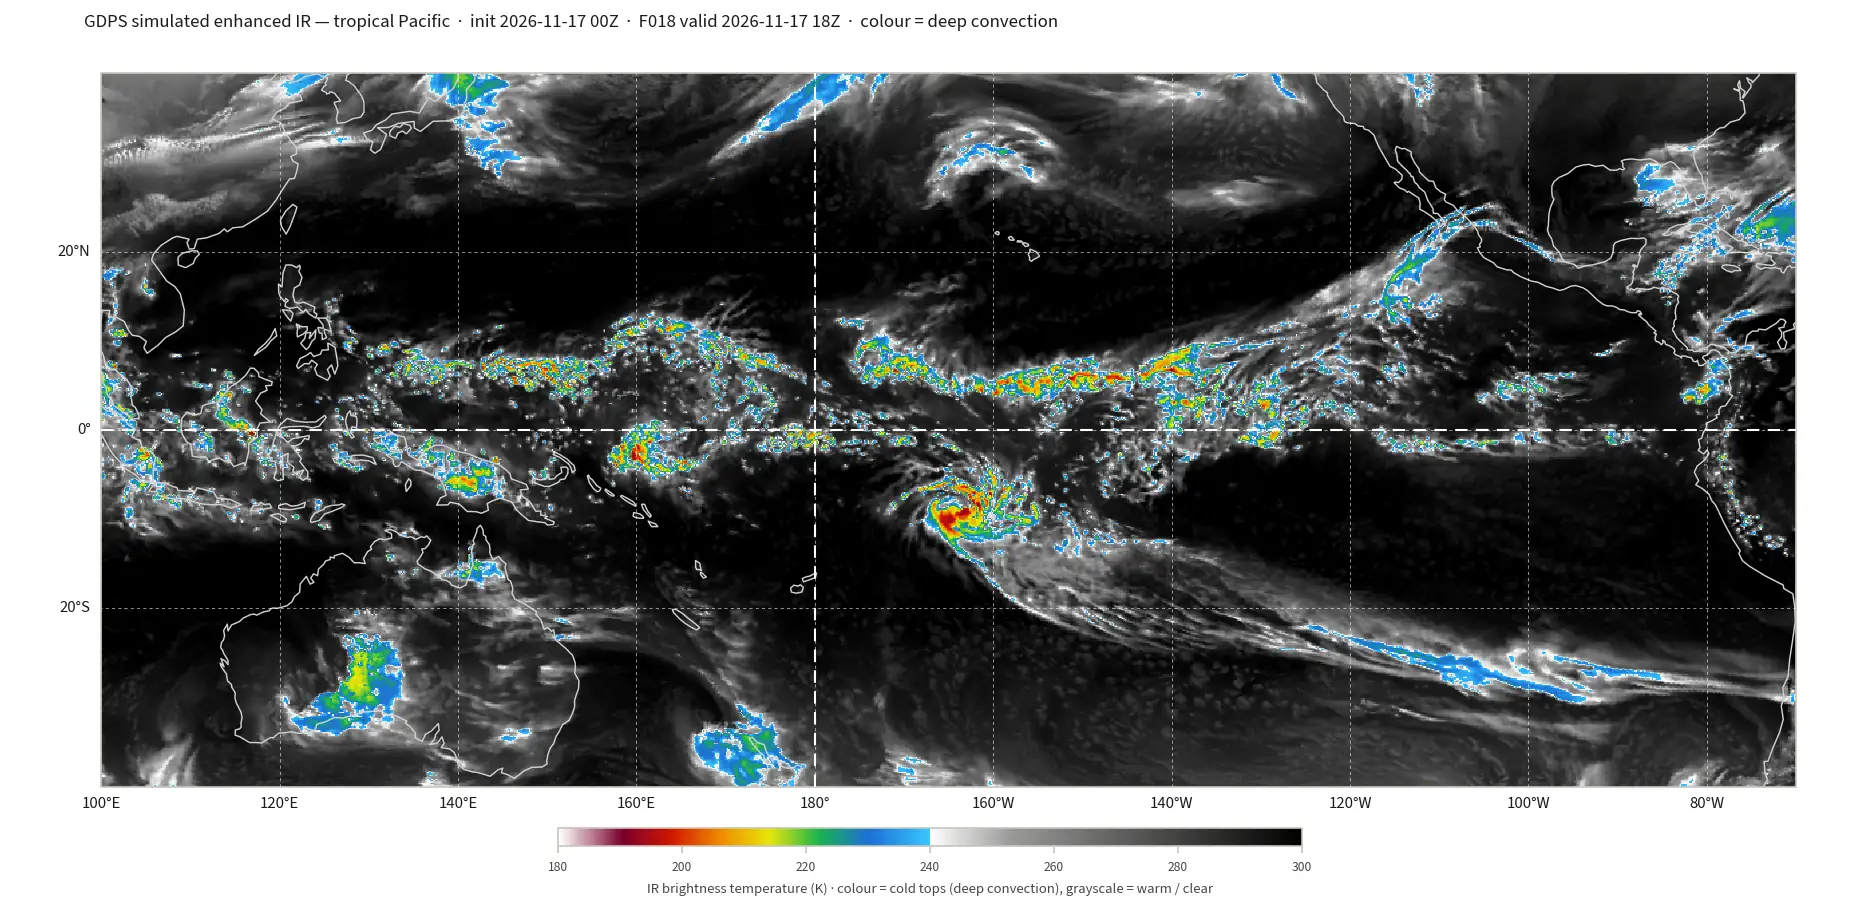 GDPS simulated enhanced IR — tropical Pacific · init 2026-11-17 00Z · F018 valid 2026-11-17 18Z · colour = deep convection
20°N
0°
20°S
100°E 120°E 140°E 160°E 180° 160°W 140°W 120°W 100°W 80°W
180 200 220 240 260 280 300
IR brightness temperature (K) · colour = cold tops (deep convection), grayscale = warm / clear